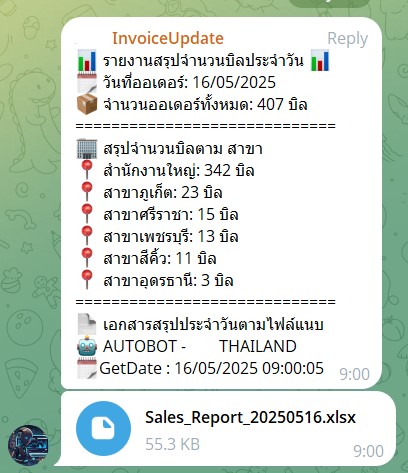 InvoiceUpdate
Reply
📊 รายงานสรุปจำนวนบิลประจำวัน 📊
🗓️ วันที่ออเดอร์: 16/05/2025
📦 จำนวนออเดอร์ทั้งหมด: 407 บิล
============================
🏢 สรุปจำนวนบิลตาม สาขา
📍 สำนักงานใหญ่: 342 บิล
📍 สาขาภูเก็ต: 23 บิล
📍 สาขาศรีราชา: 15 บิล
📍 สาขาเพชรบุรี: 13 บิล
📍 สาขาสีคิ้ว: 11 บิล
📍 สาขาอุดรธานี: 3 บิล
============================
📄 เอกสารสรุปประจำวันตามไฟล์แนบ
🤖 AUTOBOT - THAILAND
🗓️GetDate : 16/05/2025 09:00:05
9:00
Sales_Report_20250516.xlsx
55.3 KB
9:00